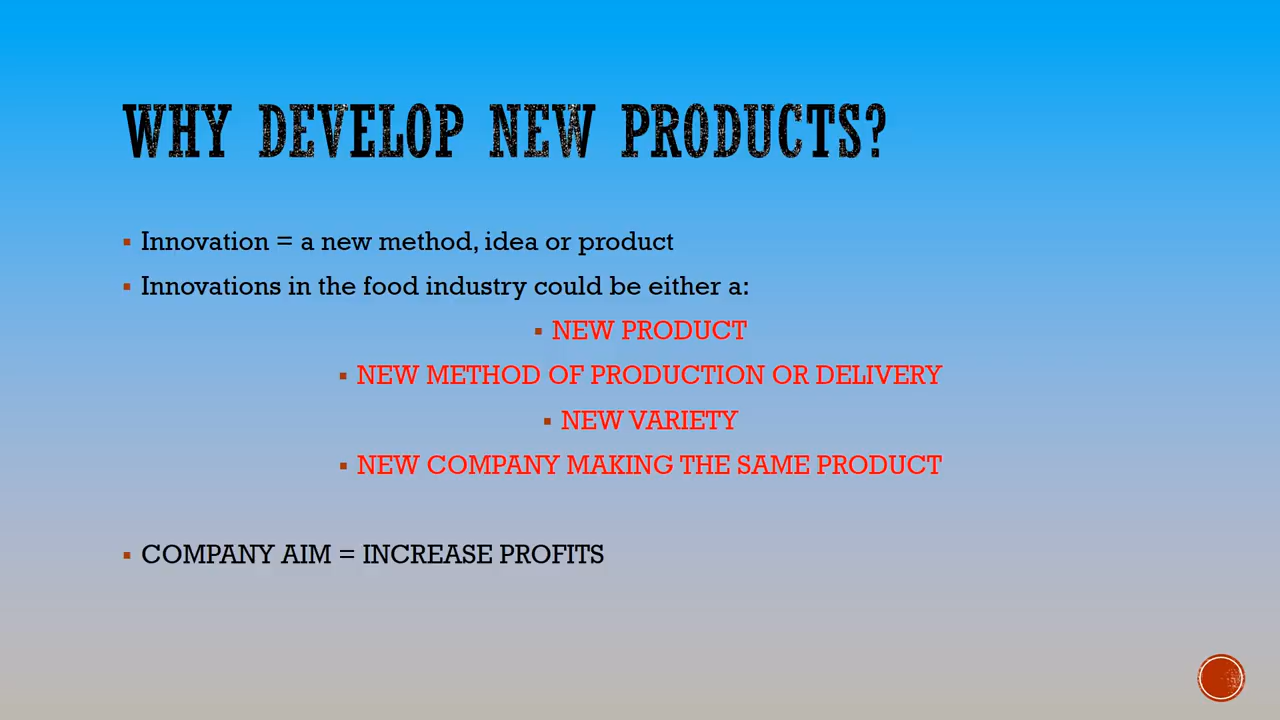 WHY DEVELOP NEW PRODUCTS?
▪ Innovation = a new method, idea or product
▪ Innovations in the food industry could be either a:
▪ NEW PRODUCT
▪ NEW METHOD OF PRODUCTION OR DELIVERY
▪ NEW VARIETY
▪ NEW COMPANY MAKING THE SAME PRODUCT
▪ COMPANY AIM = INCREASE PROFITS